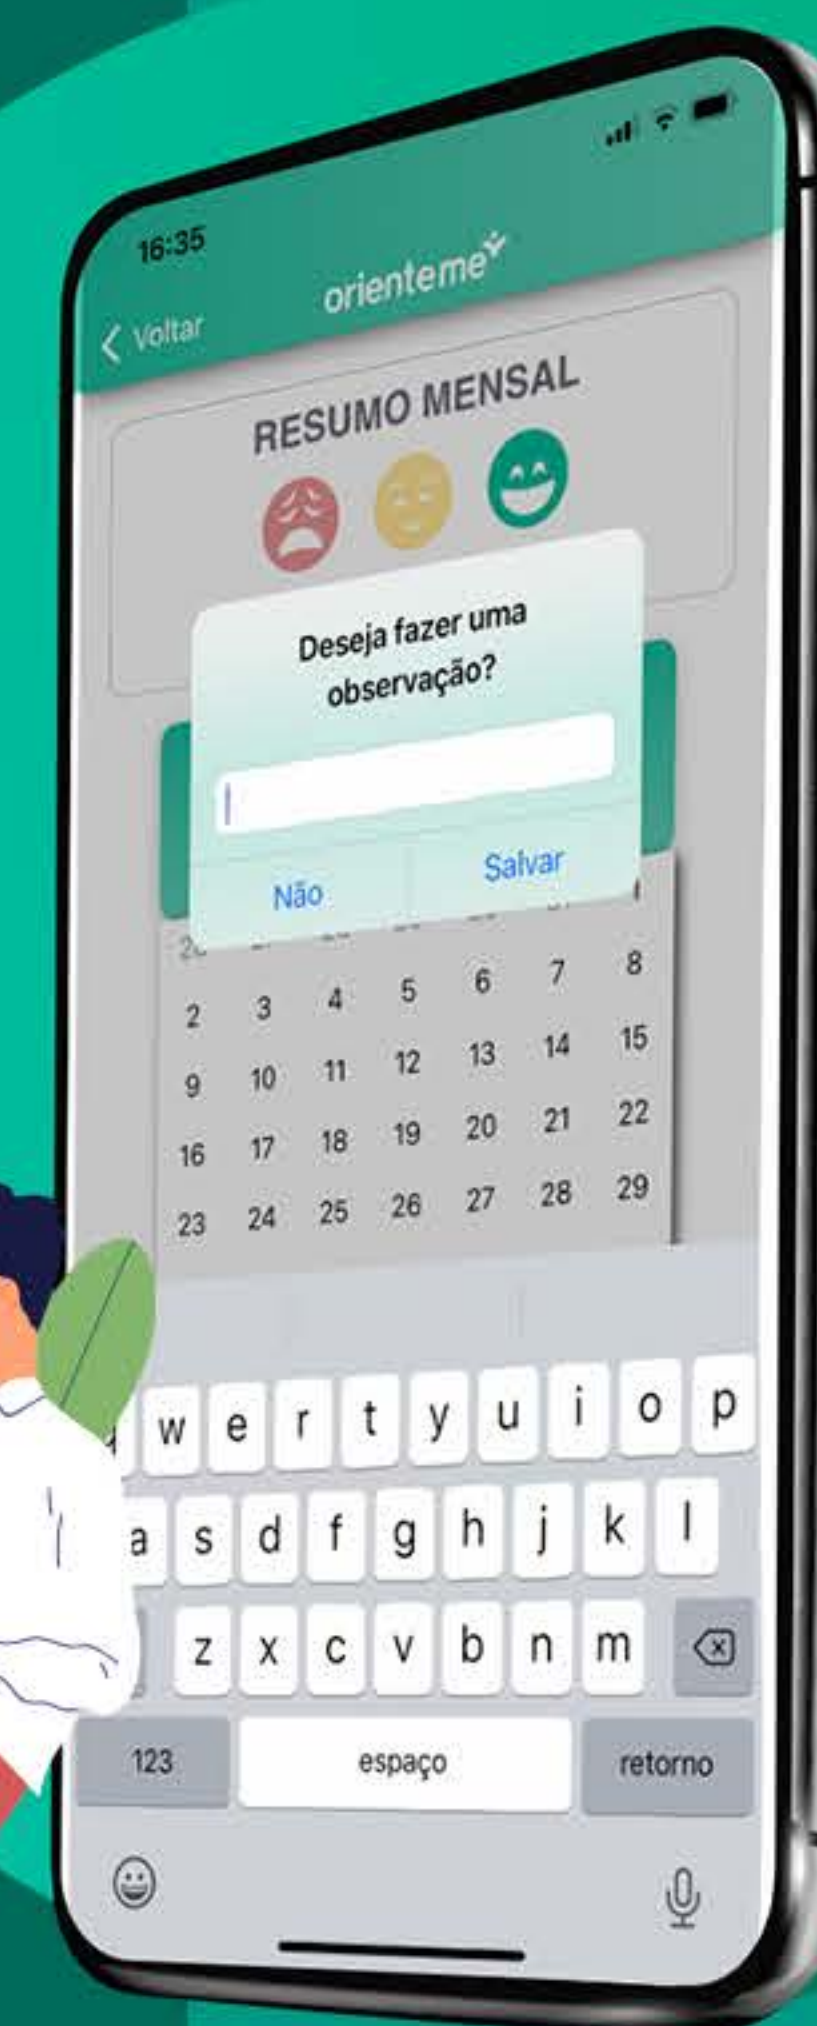 16:35
< Voltar
orienteme
RESUMO MENSAL
Deseja fazer uma
observação?
Não
Salvar
2 3 4 5 6 7 8
9 10 11 12 13 14 15
16 17 18 19 20 21 22
23 24 25 26 27 28 29
w e r t y u i o p
a s d f g h j k l
z x c v b n m
123 espaço retorno